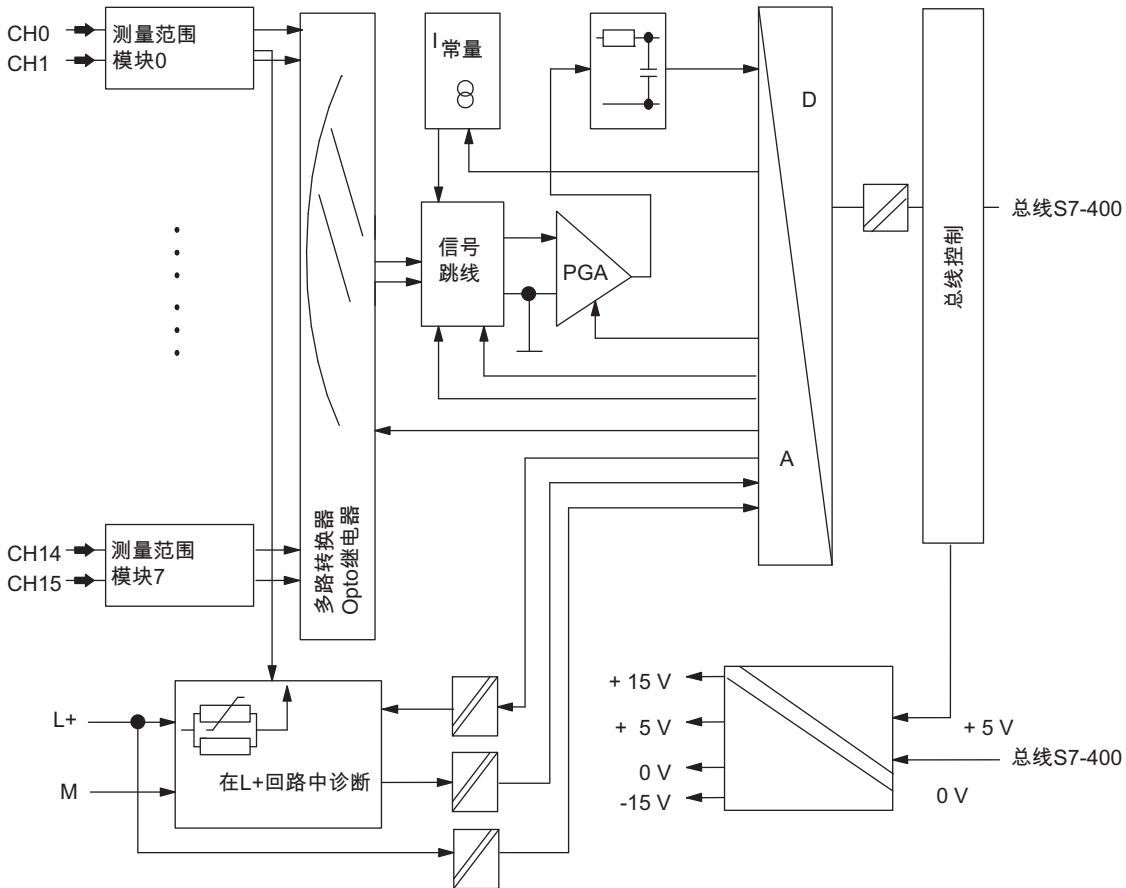 CH0
CH1
测量范围
模块0
I 常量
D
总线S7-400
信号
跳线
PGA
总线控制
A
CH14
CH15
测量范围
模块7
多路转换器
Opto继电器
L+
M
在L+回路中诊断
+ 15 V
+ 5 V
0 V
-15 V
+ 5 V
总线S7-400
0 V